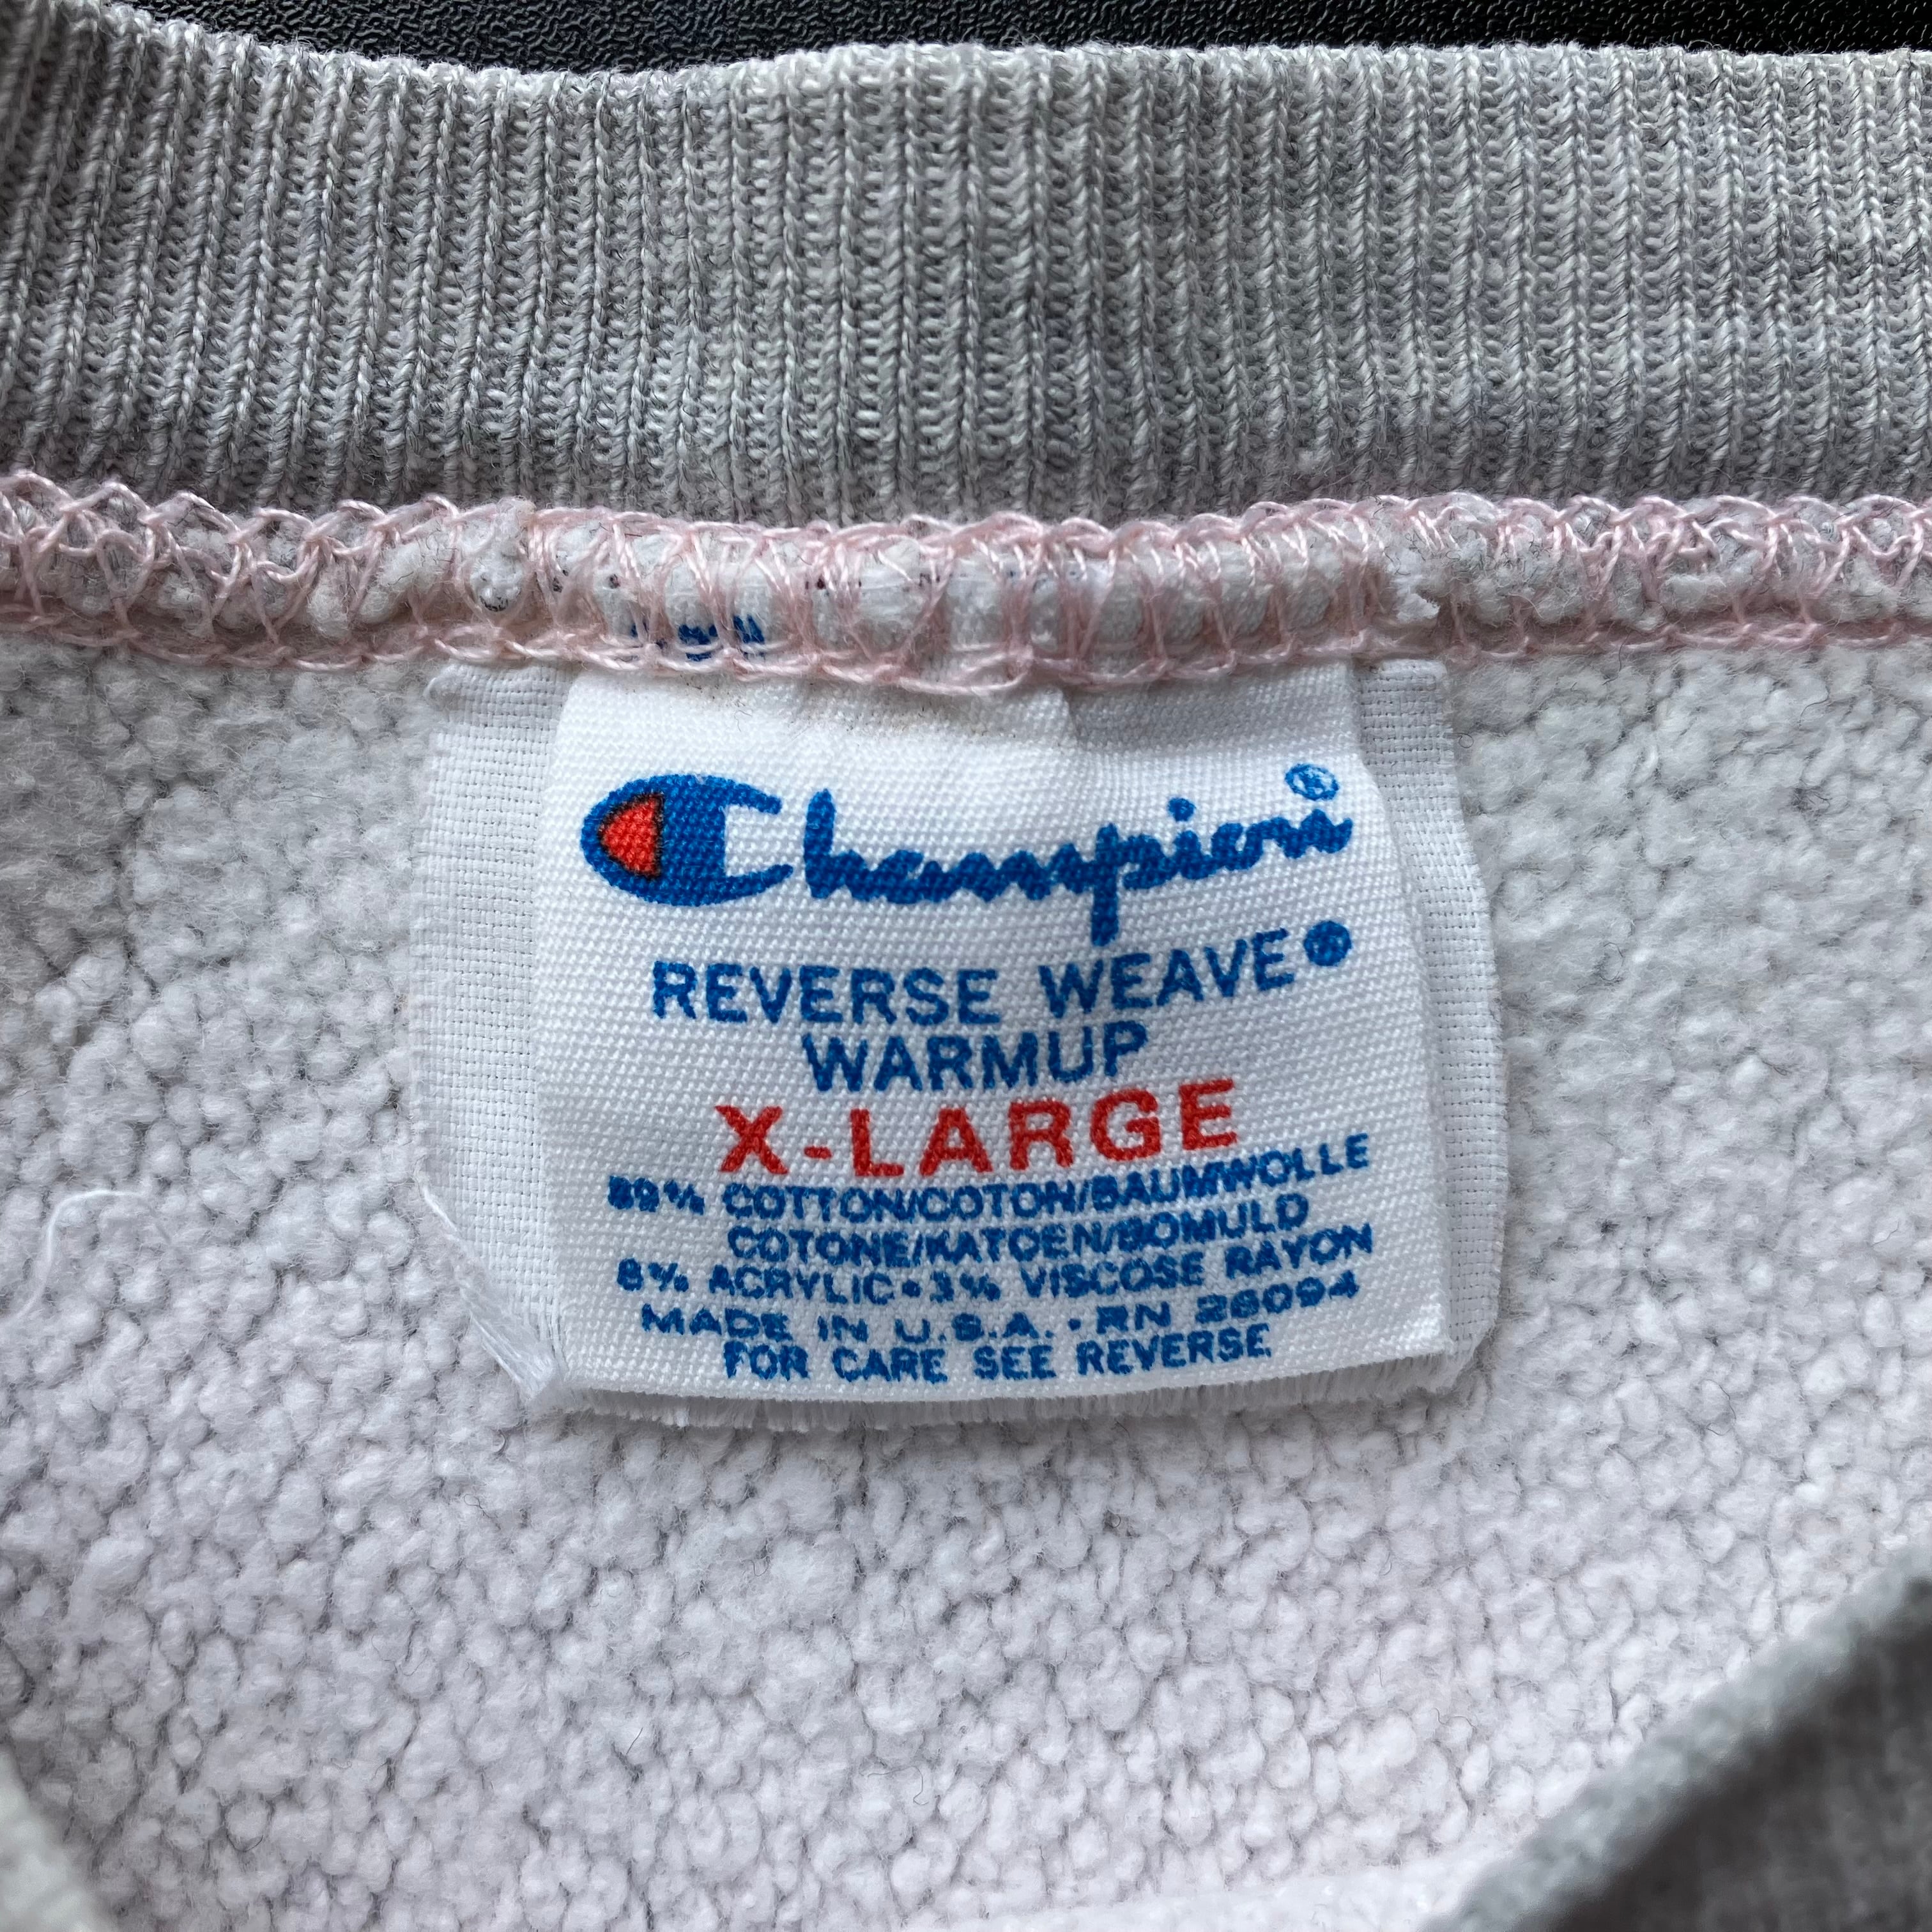 Champion®
REVERSE WEAVE®
WARMUP
X-LARGE
89% COTTON/COTON/BAUMWOLLE
COTONE/KATOEN/BOMULD
8% ACRYLIC•3% VISCOSE RAYON
MADE IN U.S.A. • RN 26094
FOR CARE SEE REVERSE